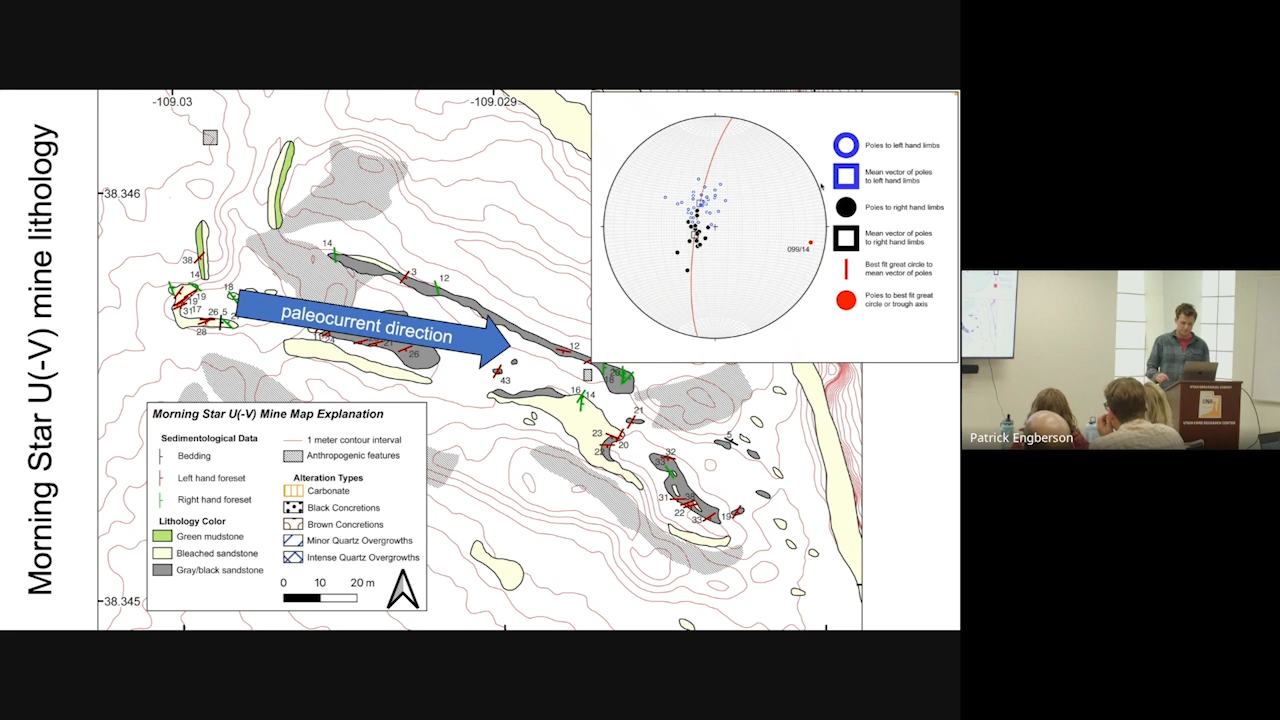 Morning Star U(-V) mine lithology
-109.03
-109.029
38.346
38.345
14
3
12
38
14
19
19
17
31
18
26
5
28
paleocurrent direction
21
26
12
43
18
16
14
21
23
20
22
5
32
31
22
33
19
Morning Star U(-V) Mine Map Explanation
Sedimentological Data
Bedding
Left hand foreset
Right hand foreset
Lithology Color
Green mudstone
Bleached sandstone
Gray/black sandstone
1 meter contour interval
Anthropogenic features
Alteration Types
Carbonate
Black Concretions
Brown Concretions
Minor Quartz Overgrowths
Intense Quartz Overgrowths
0 10 20 m
099/14
Poles to left hand limbs
Mean vector of poles
to left hand limbs
Poles to right hand limbs
Mean vector of poles
to right hand limbs
Best fit great circle to
mean vector of poles
Poles to best fit great
circle or trough axis
Patrick Engberson